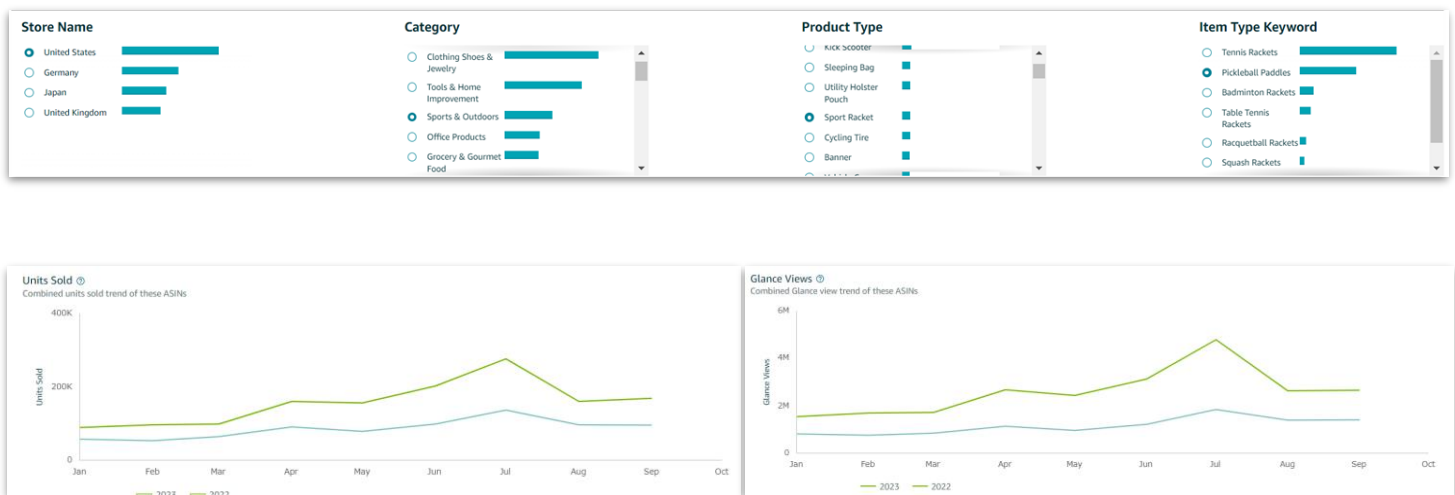 Store Name
United States
Germany
Japan
United Kingdom
Category
Clothing Shoes &
Jewelry
Tools & Home
Improvement
Sports & Outdoors
Office Products
Grocery & Gourmet
Food
Product Type
Kick Scooter
Sleeping Bag
Utility Holster
Pouch
Sport Racket
Cycling Tire
Banner
Item Type Keyword
Tennis Rackets
Pickleball Paddles
Badminton Rackets
Table Tennis
Rackets
Racquetball Rackets
Squash Rackets
Units Sold
Combined units sold trend of these ASINs
400K
200K
0
Units Sold
Jan Feb Mar Apr May Jun Jul Aug Sep Oct
2023 2022
Glance Views
Combined Glance view trend of these ASINs
6M
4M
2M
0
Glance Views
Jan Feb Mar Apr May Jun Jul Aug Sep Oct
2023 2022